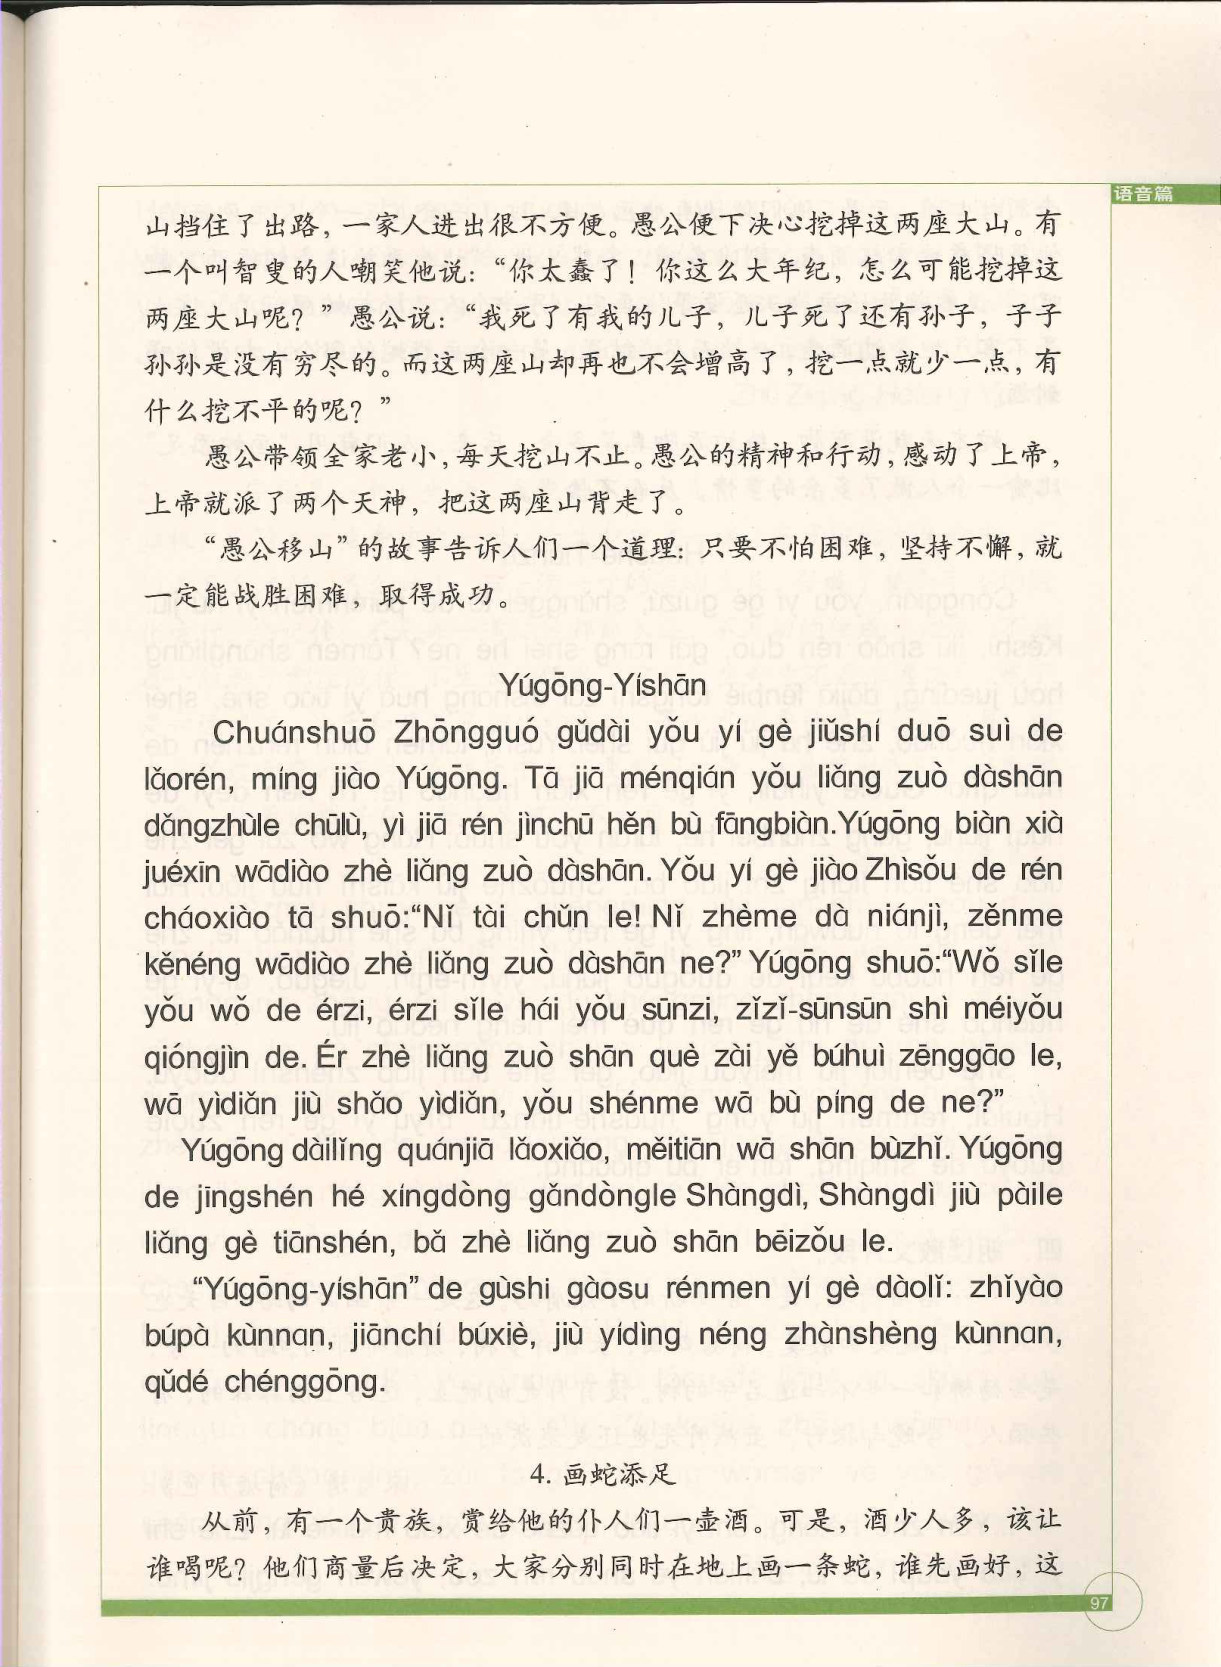 语音篇
山挡住了出路，一家人进出很不方便。愚公便下决心挖掉这两座大山。有
一个叫智叟的人嘲笑他说：“你太蠢了！你这么大年纪，怎么可能挖掉这
两座大山呢？”愚公说：“我死了有我的儿子，儿子死了还有孙子，子子
孙孙是没有穷尽的。而这两座山却再也不会增高了，挖一点就少一点，有
什么挖不平的呢？”
愚公带领全家老小，每天挖山不止。愚公的精神和行动，感动了上帝，
上帝就派了两个天神，把这两座山背走了。
“愚公移山”的故事告诉人们一个道理：只要不怕困难，坚持不懈，就
一定能战胜困难，取得成功。
Yúgōng-Yíshān
Chuánshuō Zhōngguó gǔdài yǒu yí gè jiǔshí duō suì de
lǎorén, míng jiào Yúgōng. Tā jiā ménqián yǒu liǎng zuò dàshān
dǎngzhùle chūlù, yì jiā rén jìnchū hěn bù fāngbiàn.Yúgōng biàn xià
juéxīn wādiào zhè liǎng zuò dàshān. Yǒu yí gè jiào Zhìsǒu de rén
cháoxiào tā shuō:“Nǐ tài chǔn le! Nǐ zhème dà niánjì, zěnme
kěnéng wādiào zhè liǎng zuò dàshān ne?” Yúgōng shuō:“Wǒ sǐle
yǒu wǒ de érzi, érzi sǐle hái yǒu sūnzi, zǐzǐ-sūnsūn shì méiyǒu
qióngjìn de. Ér zhè liǎng zuò shān què zài yě búhuì zēnggāo le,
wā yìdiǎn jiù shǎo yìdiǎn, yǒu shénme wā bù píng de ne?”
Yúgōng dàilǐng quánjiā lǎoxiǎo, měitiān wā shān bùzhǐ. Yúgōng
de jīngshén hé xíngdòng gǎndòngle Shàngdì, Shàngdì jiù pàile
liǎng gè tiānshén, bǎ zhè liǎng zuò shān bēizǒu le.
“Yúgōng-yíshān” de gùshi gàosu rénmen yí gè dàolǐ: zhǐyào
búpà kùnnan, jiānchí búxiè, jiù yídìng néng zhànshèng kùnnan,
qǔdé chénggōng.
4. 画蛇添足
从前，有一个贵族，赏给他的仆人们一壶酒。可是，酒少人多，该让
谁喝呢？他们商量后决定，大家分别同时在地上画一条蛇，谁先画好，这
97